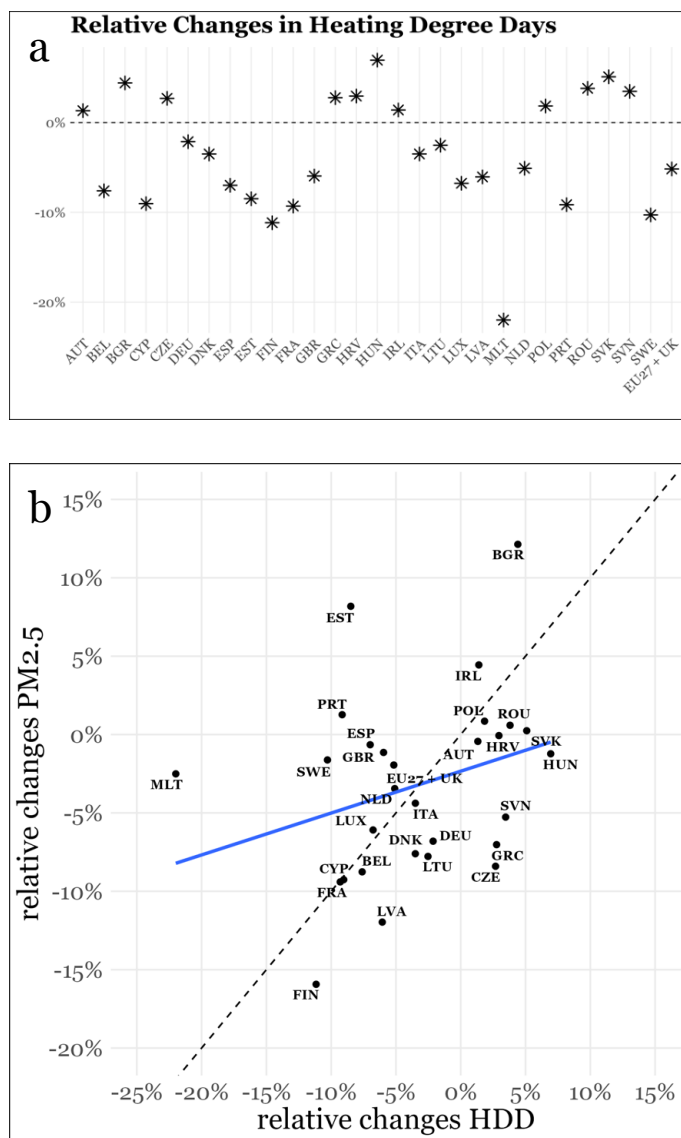 Relative Changes in Heating Degree Days
a
0%
-10%
-20%
AUT BEL BGR CYP CZE DEU DNK ESP EST FIN FRA GBR GRC HRV HUN IRL ITA LTU LUX LVA MLT NLD POL PRT ROU SVK SVN SWE EU27 + UK
b
15%
10%
5%
0%
-5%
-10%
-15%
-20%
relative changes PM2.5
BGR
EST
IRL
PRT
POL ROU
ESP
AUT HRV SVK
GBR
HUN
SWE
EU27 + UK
MLT
NLD
ITA SVN
LUX
DNK DEU
GRC
CYP BEL LTU
CZE
FRA
LVA
FIN
-25% -20% -15% -10% -5% 0% 5% 10% 15%
relative changes HDD